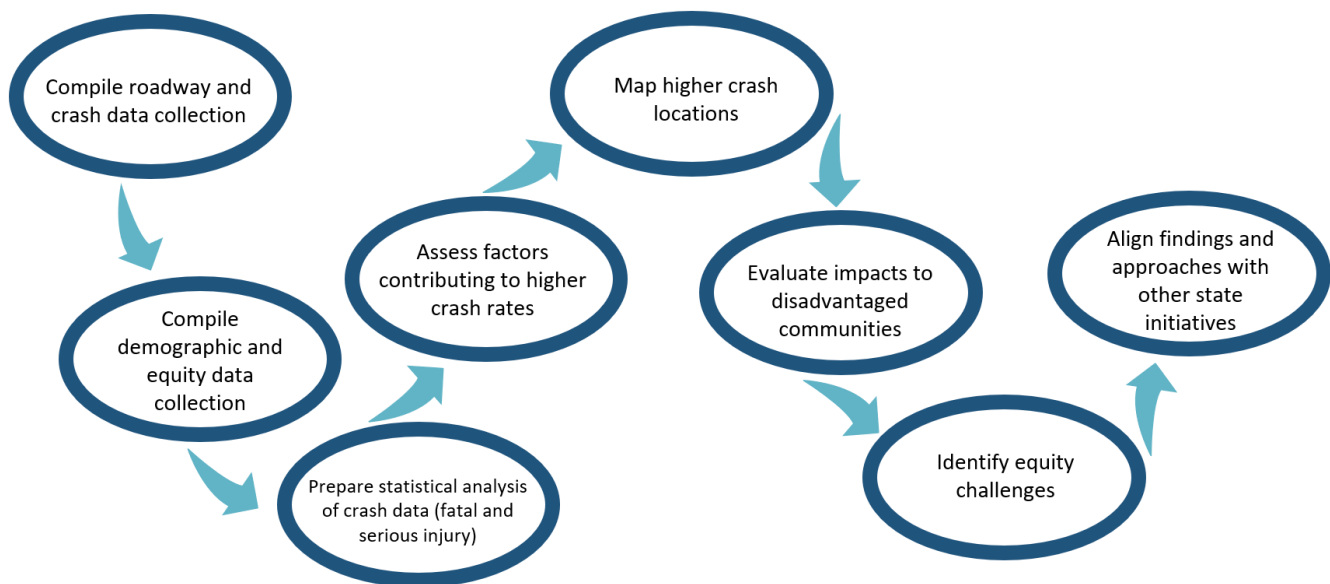 Compile roadway and
crash data collection
Compile
demographic and
equity data
collection
Prepare statistical analysis
of crash data (fatal and
serious injury)
Assess factors
contributing to higher
crash rates
Map higher crash
locations
Evaluate impacts to
disadvantaged
communities
Identify equity
challenges
Align findings and
approaches with
other state
initiatives